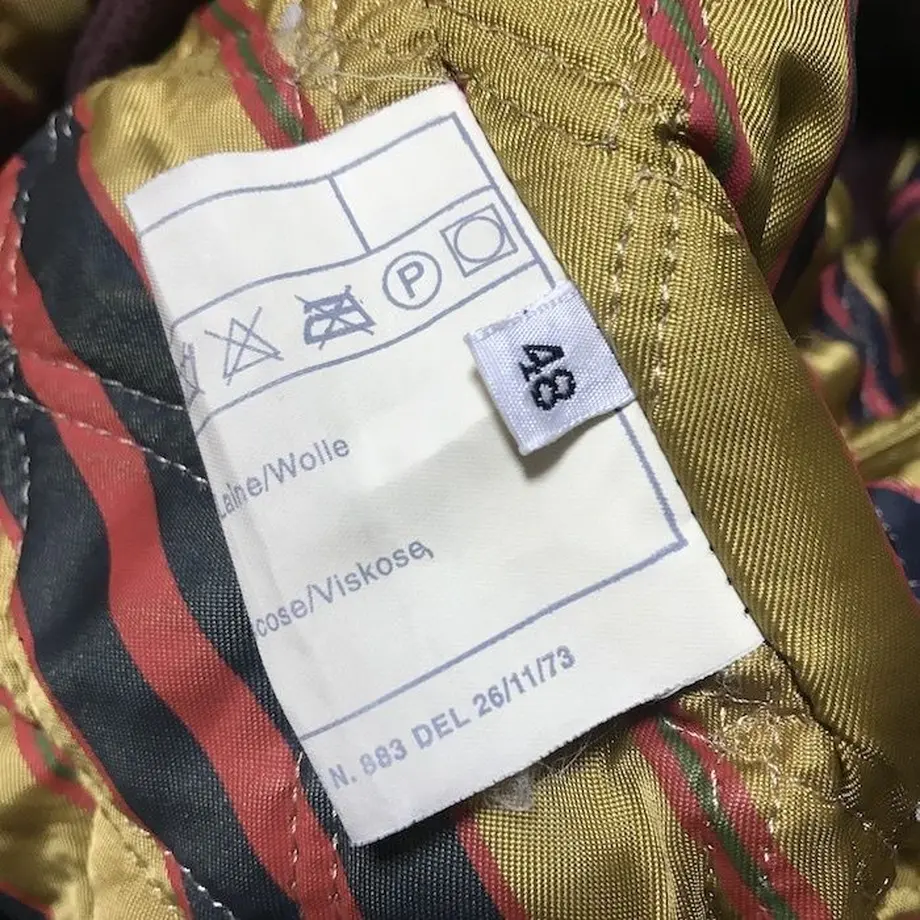 P
48
Laine/Wolle
cose/Viskose,
N. 883 DEL 26/11/73